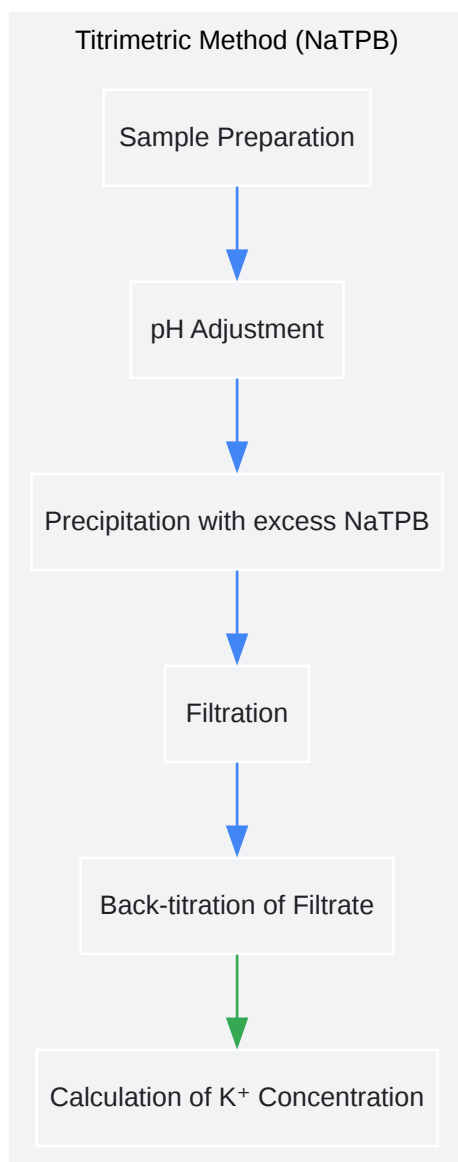 Titrimetric Method (NaTPB)
Sample Preparation
pH Adjustment
Precipitation with excess NaTPB
Filtration
Back-titration of Filtrate
Calculation of K⁺ Concentration